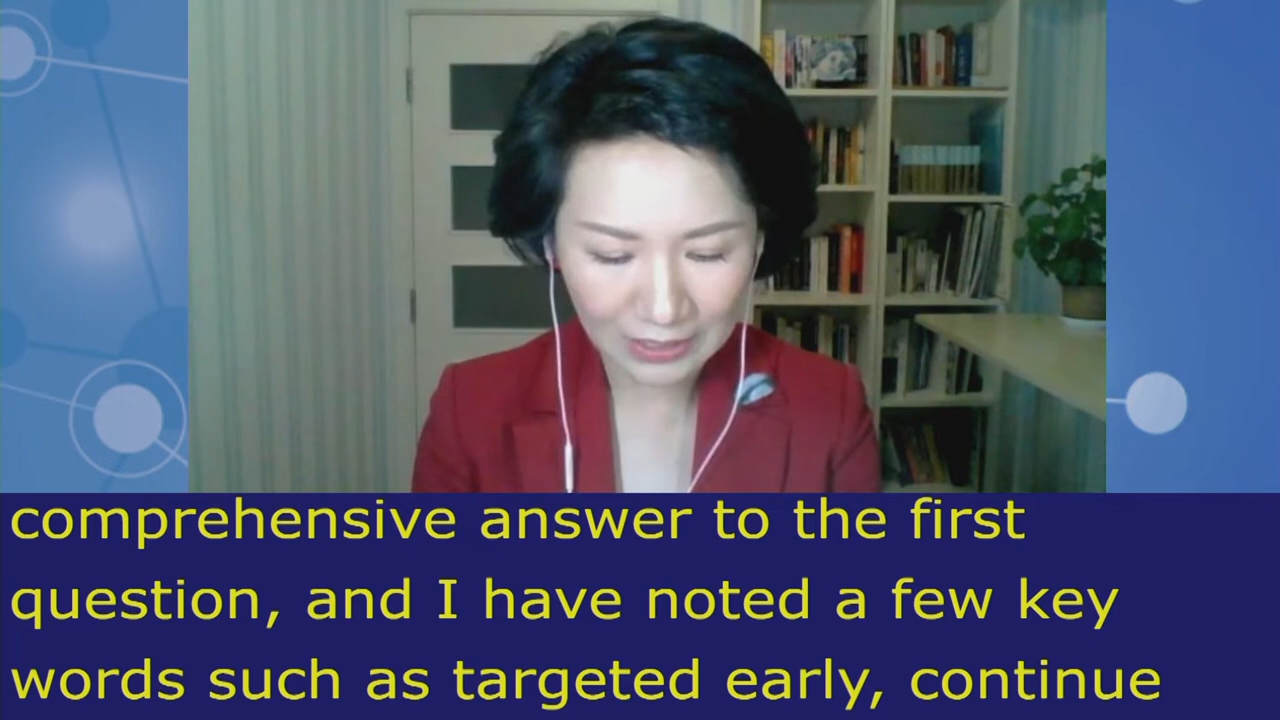 comprehensive answer to the first
question, and I have noted a few key
words such as targeted early, continue